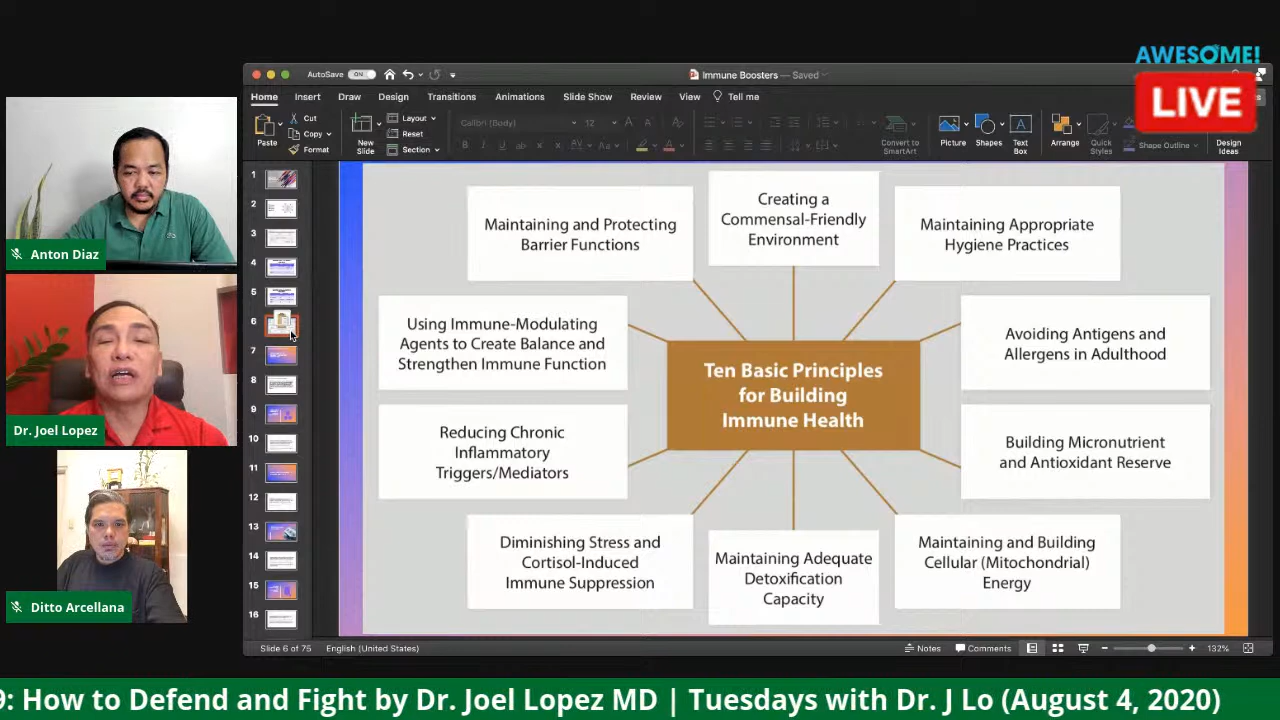 AWESOME!
LIVE
AutoSave ON
Immune Boosters — Saved
Home Insert Draw Design Transitions Animations Slide Show Review View Tell me
Paste
Cut
Copy
Format
New
Slide
Layout
Reset
Section
Calibri (Body) 12
Convert to
SmartArt
Picture
Shapes
Text
Box
Arrange
Quick
Styles
Shape Outline
Design
Ideas
Anton Diaz
Dr. Joel Lopez
Ditto Arcellana
1
2
3
4
5
6
7
8
9
10
11
12
13
14
15
16
Maintaining and Protecting
Barrier Functions
Creating a
Commensal-Friendly
Environment
Maintaining Appropriate
Hygiene Practices
Using Immune-Modulating
Agents to Create Balance and
Strengthen Immune Function
Avoiding Antigens and
Allergens in Adulthood
Ten Basic Principles
for Building
Immune Health
Reducing Chronic
Inflammatory
Triggers/Mediators
Building Micronutrient
and Antioxidant Reserve
Diminishing Stress and
Cortisol-Induced
Immune Suppression
Maintaining Adequate
Detoxification
Capacity
Maintaining and Building
Cellular (Mitochondrial)
Energy
Slide 6 of 75 English (United States) Notes Comments 132%
9: How to Defend and Fight by Dr. Joel Lopez MD | Tuesdays with Dr. J Lo (August 4, 2020)